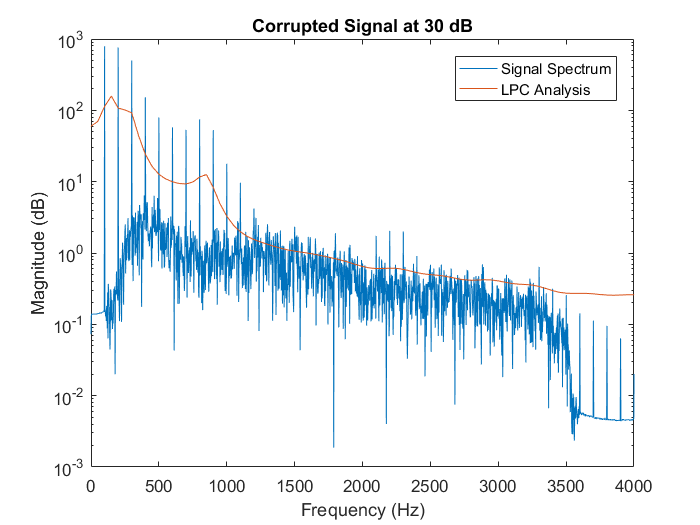 Corrupted Signal at 30 dB
Signal Spectrum
LPC Analysis
Magnitude (dB)
10^3
10^2
10^1
10^0
10^-1
10^-2
10^-3
0 500 1000 1500 2000 2500 3000 3500 4000
Frequency (Hz)